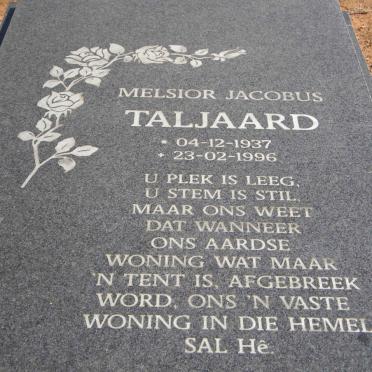 MELSIOR JACOBUS
TALJAARD
* 04-12-1937
+ 23-02-1996
U PLEK IS LEEG,
U STEM IS STIL,
MAAR ONS WEET
DAT WANNEER
ONS AARDSE
WONING WAT MAAR
'N TENT IS, AFGEBREEK
WORD, ONS 'N VASTE
WONING IN DIE HEMEL
SAL HÊ.